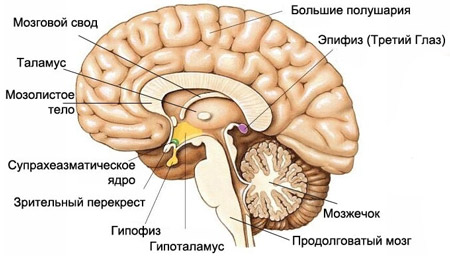 Большие полушария
Мозговой свод
Эпифиз (Третий Глаз)
Таламус
Мозолистое
тело
Супрахеазматическое
ядро
Зрительный перекрест
Гипофиз
Гипоталамус
Мозжечок
Продолговатый мозг